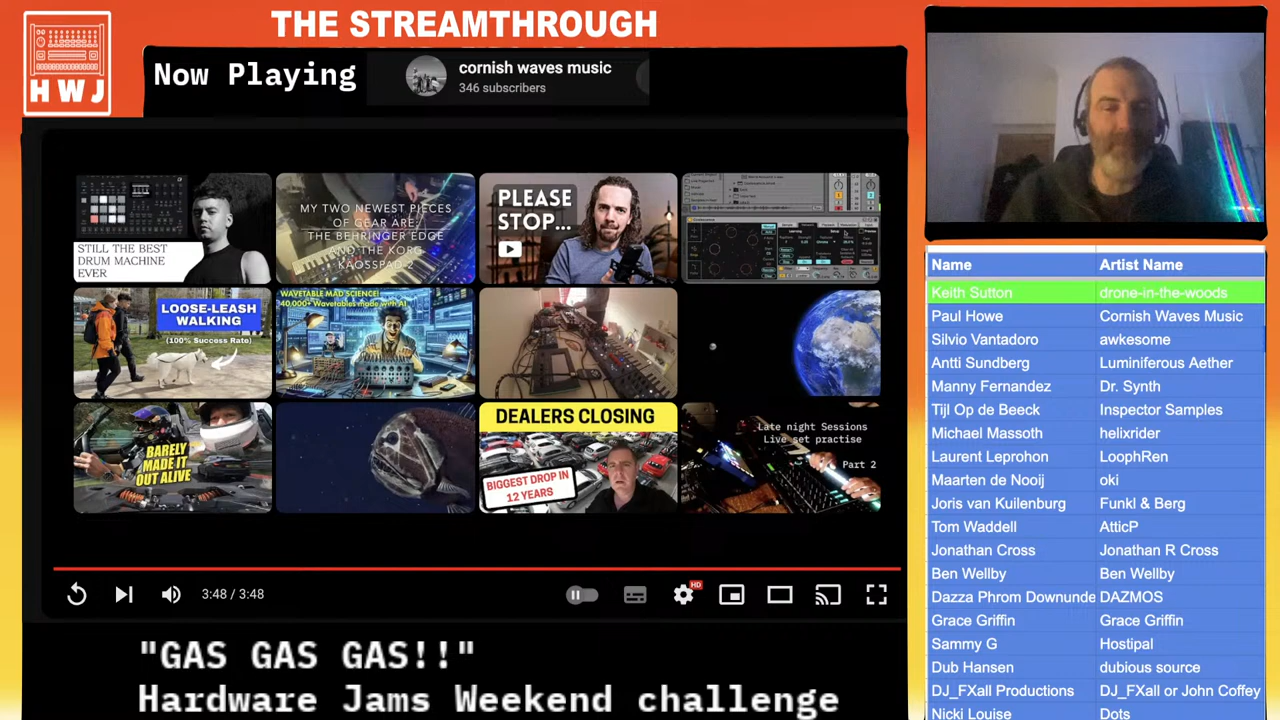 THE STREAMTHROUGH
HWJ
Now Playing
cornish waves music
346 subscribers
STILL THE BEST
DRUM MACHINE
EVER
MY TWO NEWEST PIECES
OF GEAR ARE,
THE BEHRINGER EDGE
AND THE KORG
KAOSSPAD 2
PLEASE
STOP...
LOOSE-LEASH
WALKING
(100% Success Rate)
WAVETABLE MAD SCIENCE!
40,000+ Wavetables made with AI
BARELY
MADE IT
OUT ALIVE
DEALERS CLOSING
BIGGEST DROP IN
12 YEARS
Late night Sessions
Live set practise
Part 2
3:48 / 3:48
HD
"GAS GAS GAS!!"
Hardware Jams Weekend challenge
Name Artist Name
Keith Sutton drone-in-the-woods
Paul Howe Cornish Waves Music
Silvio Vantadoro awkesome
Antti Sundberg Luminiferous Aether
Manny Fernandez Dr. Synth
Tijl Op de Beeck Inspector Samples
Michael Massoth helixrider
Laurent Leprohon LoophRen
Maarten de Nooij oki
Joris van Kuilenburg Funkl & Berg
Tom Waddell AtticP
Jonathan Cross Jonathan R Cross
Ben Wellby Ben Wellby
Dazza Phrom Downunde DAZMOS
Grace Griffin Grace Griffin
Sammy G Hostipal
Dub Hansen dubious source
DJ_FXall Productions DJ_FXall or John Coffey
Nicki Louise Dots